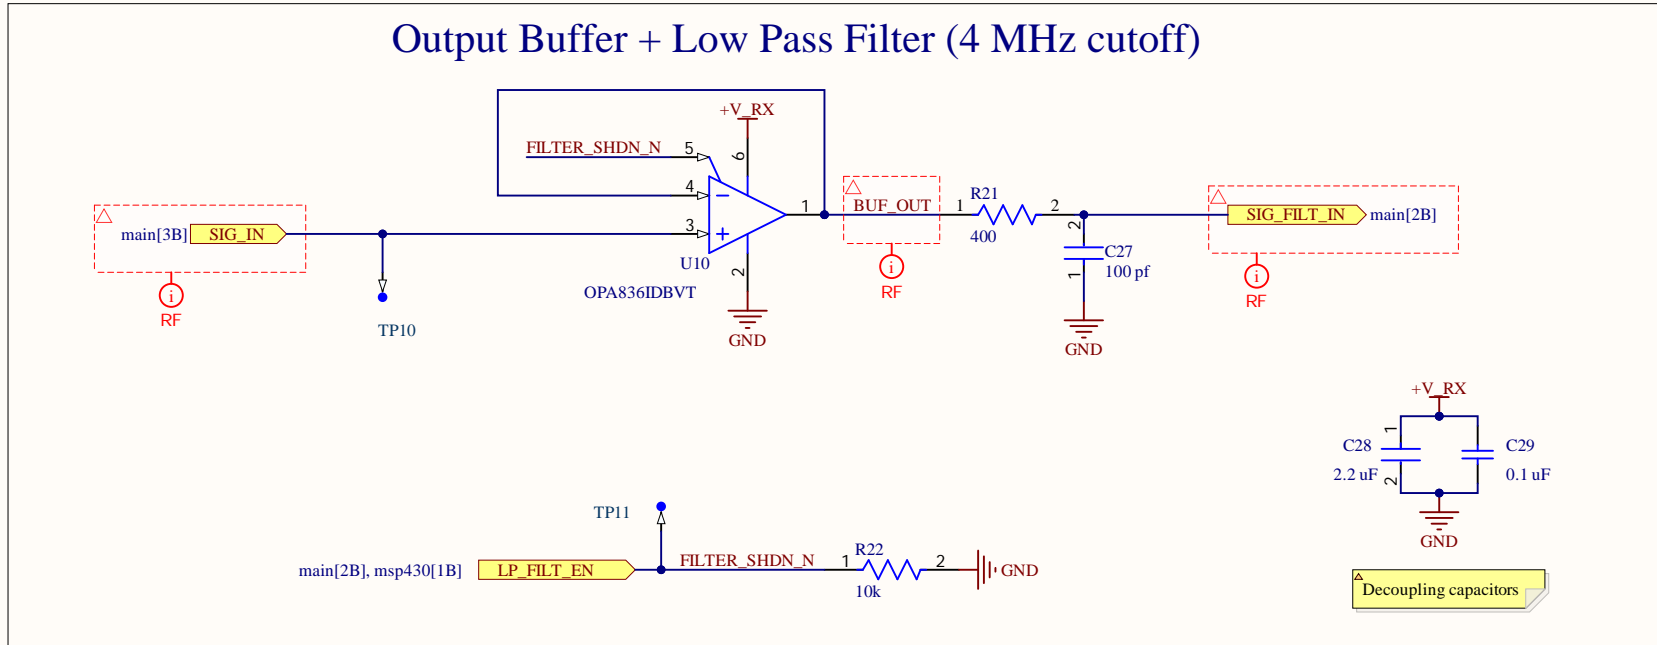 Output Buffer + Low Pass Filter (4 MHz cutoff)
+V_RX
FILTER_SHDN_N
5
6
4
3
1
2
main[3B]
SIG_IN
RF
TP10
U10
OPA836IDBVT
GND
BUF_OUT
RF
R21
1
2
400
2
1
C27
100 pf
GND
SIG_FILT_IN
main[2B]
RF
+V_RX
1
2
C28
2.2 uF
C29
0.1 uF
GND
TP11
main[2B], msp430[1B]
LP_FILT_EN
FILTER_SHDN_N
1
R22
2
10k
GND
Decoupling capacitors